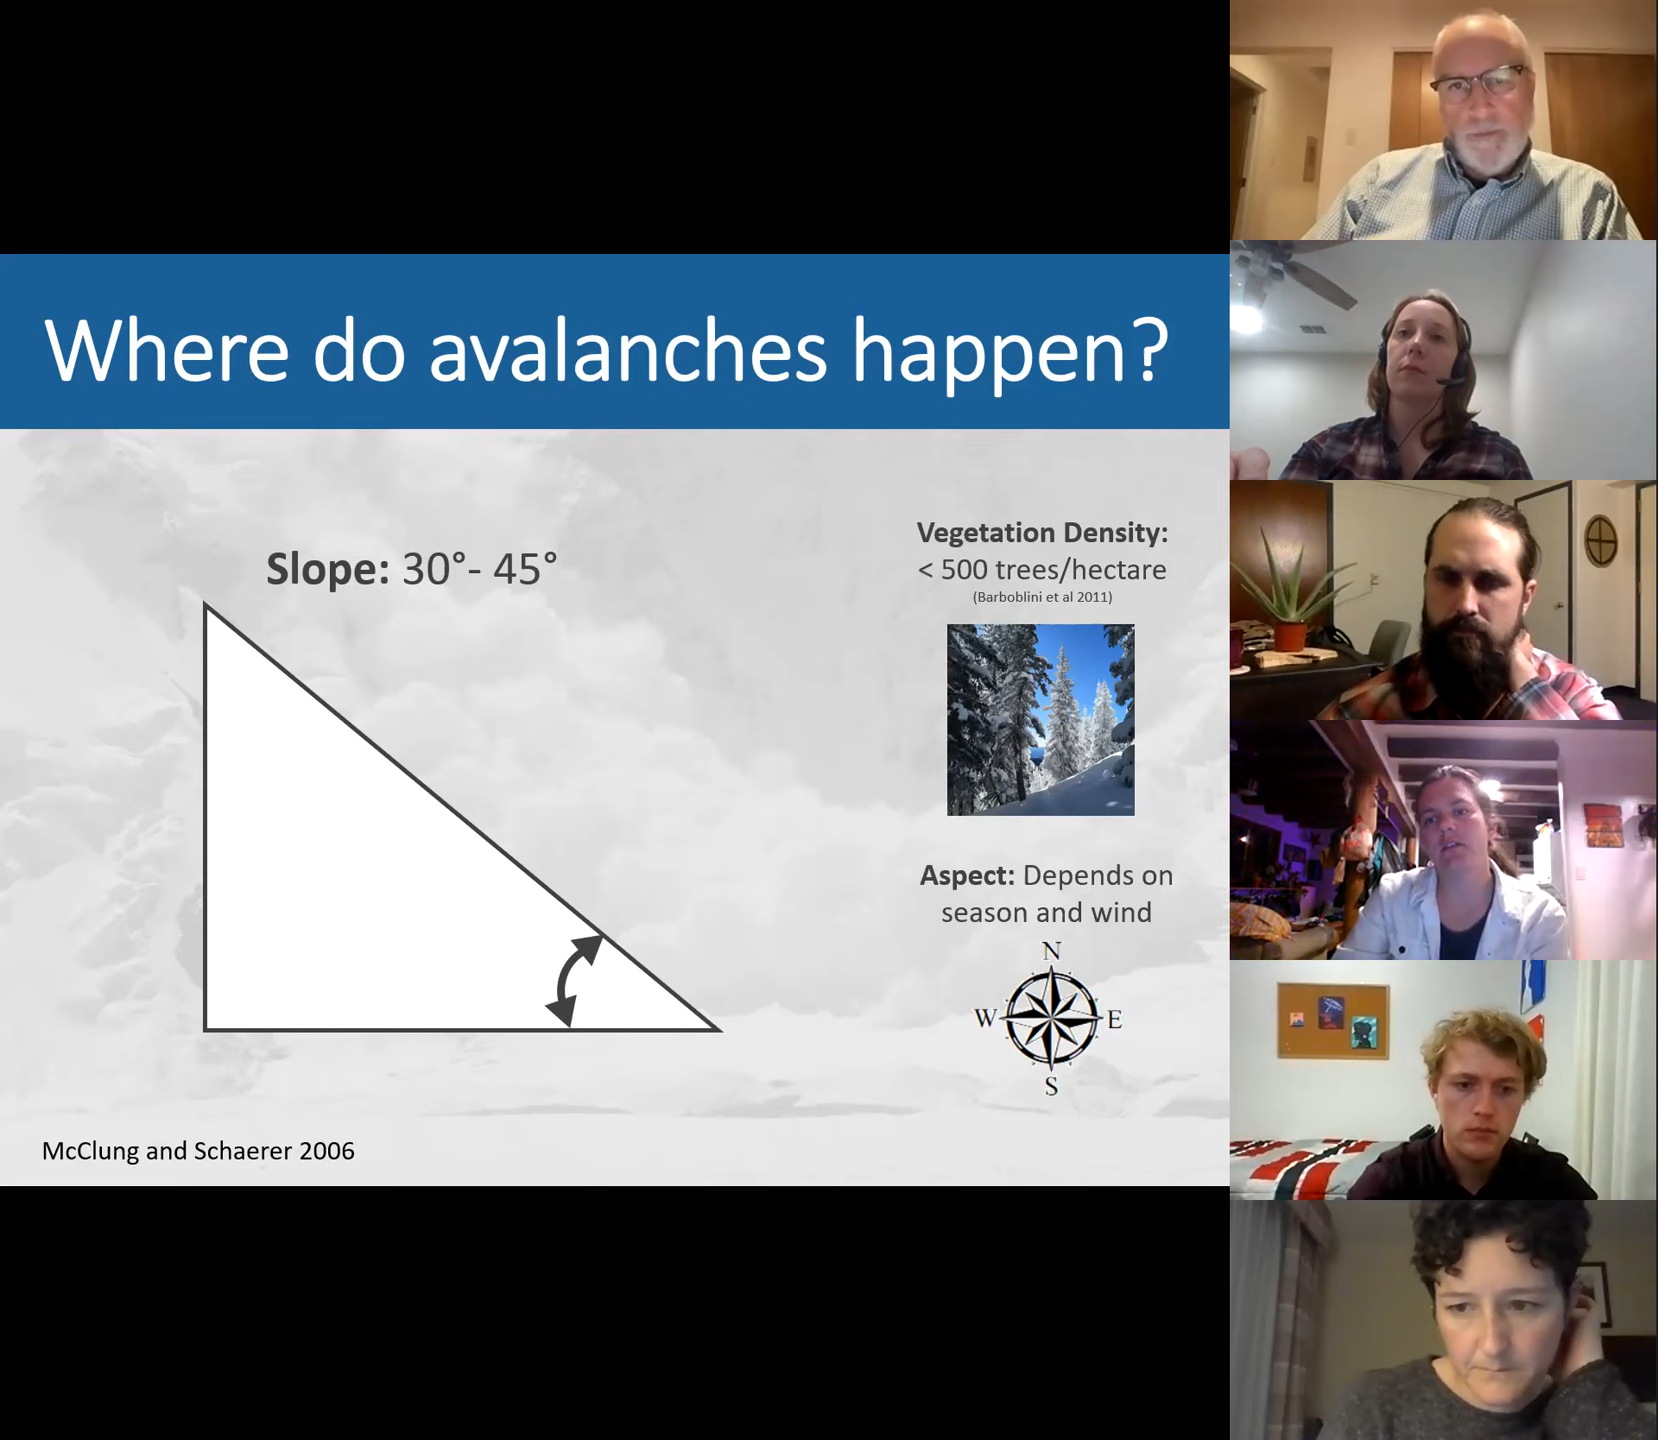 Where do avalanches happen?
Slope: 30°- 45°
Vegetation Density:
< 500 trees/hectare
(Barboblini et al 2011)
Aspect: Depends on
season and wind
N
W E
S
McClung and Schaerer 2006